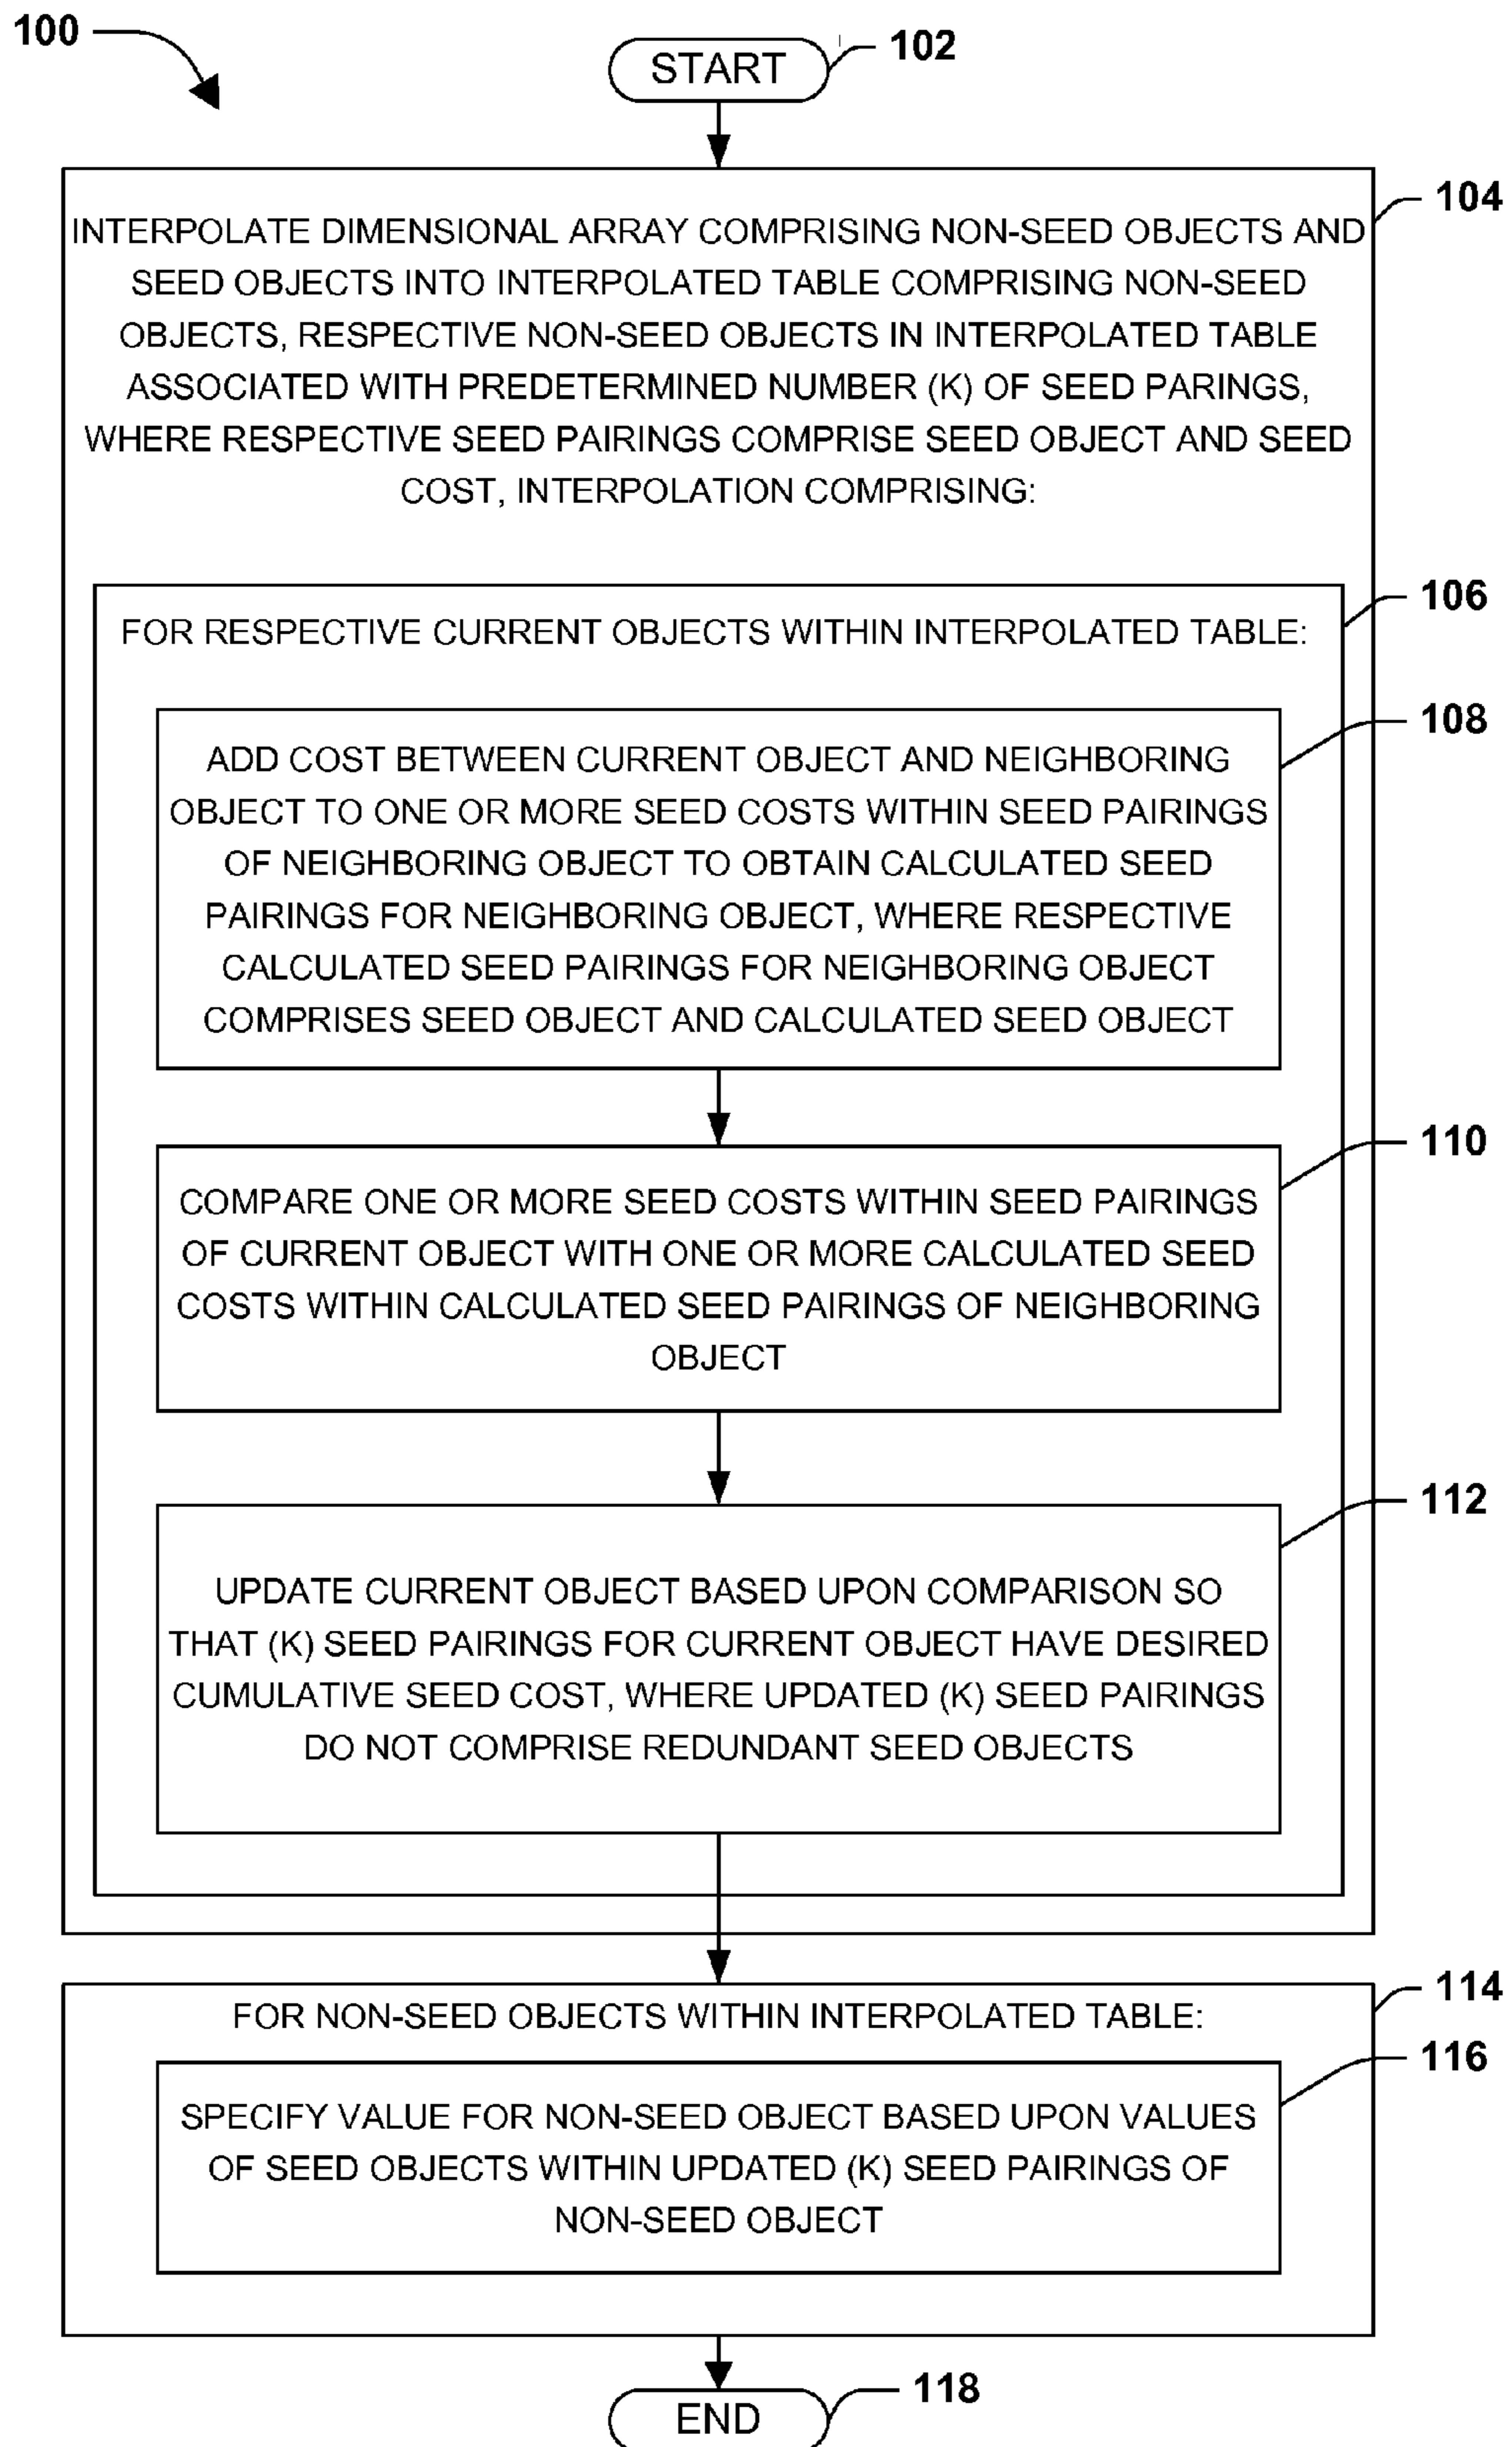 100
START
102
104
INTERPOLATE DIMENSIONAL ARRAY COMPRISING NON-SEED OBJECTS AND
SEED OBJECTS INTO INTERPOLATED TABLE COMPRISING NON-SEED
OBJECTS, RESPECTIVE NON-SEED OBJECTS IN INTERPOLATED TABLE
ASSOCIATED WITH PREDETERMINED NUMBER (K) OF SEED PARINGS,
WHERE RESPECTIVE SEED PAIRINGS COMPRISE SEED OBJECT AND SEED
COST, INTERPOLATION COMPRISING:
106
FOR RESPECTIVE CURRENT OBJECTS WITHIN INTERPOLATED TABLE:
108
ADD COST BETWEEN CURRENT OBJECT AND NEIGHBORING
OBJECT TO ONE OR MORE SEED COSTS WITHIN SEED PAIRINGS
OF NEIGHBORING OBJECT TO OBTAIN CALCULATED SEED
PAIRINGS FOR NEIGHBORING OBJECT, WHERE RESPECTIVE
CALCULATED SEED PAIRINGS FOR NEIGHBORING OBJECT
COMPRISES SEED OBJECT AND CALCULATED SEED OBJECT
110
COMPARE ONE OR MORE SEED COSTS WITHIN SEED PAIRINGS
OF CURRENT OBJECT WITH ONE OR MORE CALCULATED SEED
COSTS WITHIN CALCULATED SEED PAIRINGS OF NEIGHBORING
OBJECT
112
UPDATE CURRENT OBJECT BASED UPON COMPARISON SO
THAT (K) SEED PAIRINGS FOR CURRENT OBJECT HAVE DESIRED
CUMULATIVE SEED COST, WHERE UPDATED (K) SEED PAIRINGS
DO NOT COMPRISE REDUNDANT SEED OBJECTS
114
FOR NON-SEED OBJECTS WITHIN INTERPOLATED TABLE:
116
SPECIFY VALUE FOR NON-SEED OBJECT BASED UPON VALUES
OF SEED OBJECTS WITHIN UPDATED (K) SEED PAIRINGS OF
NON-SEED OBJECT
118
END